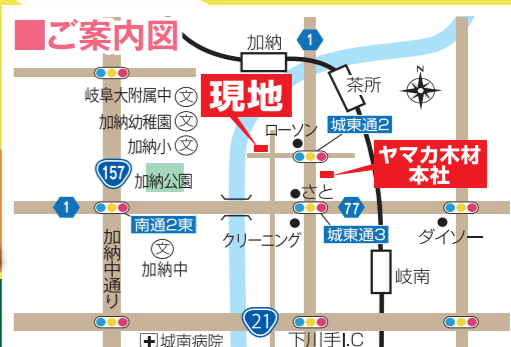 ■ご案内図
加納
1
茶所
N
岐阜大附属中 文
加納幼稚園 文
加納小 文
現地
ローソン
城東通2
ヤマカ木材
本社
157
加納公園
さと
1
77
南通2東
クリーニング
城東通3
ダイソー
文
加納中
加納中通り
岐南
21
城南病院
下川手I.C